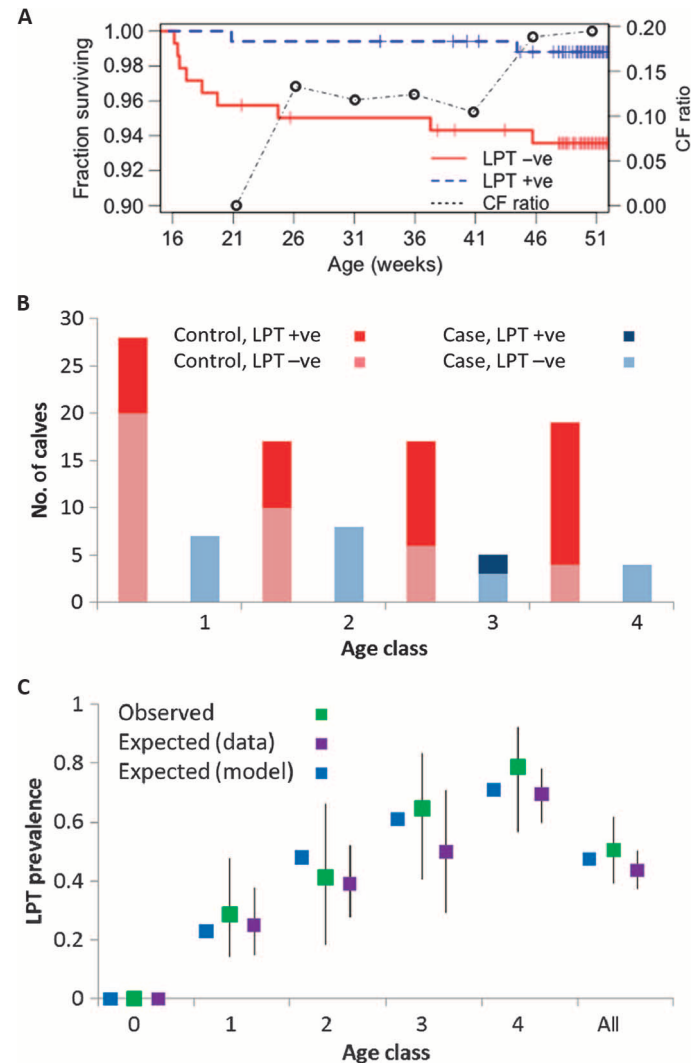 A
Fraction surviving
1.00
0.98
0.96
0.94
0.92
0.90
0.20
0.15
0.10
0.05
0.00
CF ratio
LPT –ve
LPT +ve
CF ratio
16 21 26 31 36 41 46 51
Age (weeks)
B
No. of calves
30
25
20
15
10
5
0
Control, LPT +ve
Control, LPT –ve
Case, LPT +ve
Case, LPT –ve
1 2 3 4
Age class
C
LPT prevalence
1
0.8
0.6
0.4
0.2
0
Observed
Expected (data)
Expected (model)
0 1 2 3 4 All
Age class